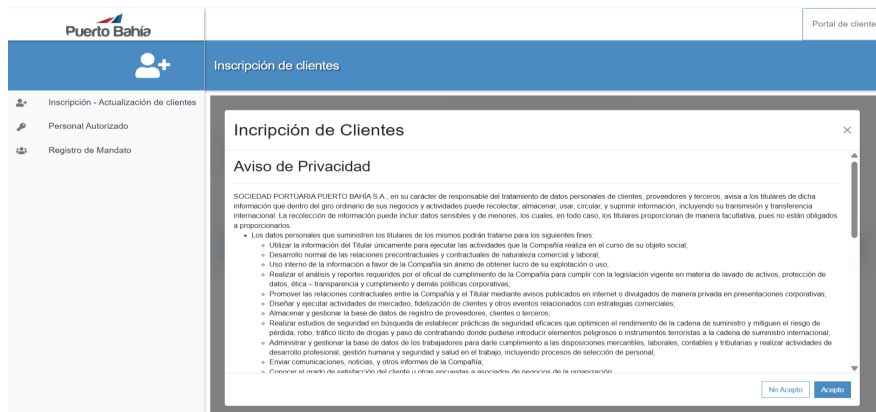 Puerto Bahía
Portal de cliente
Inscripción de clientes
Inscripción - Actualización de clientes
Personal Autorizado
Registro de Mandato
Incripción de Clientes
×
Aviso de Privacidad
SOCIEDAD PORTUARIA PUERTO BAHÍA S.A., en su carácter de responsable del tratamiento de datos personales de clientes, proveedores y terceros, avisa a los titulares de dicha
información que dentro del giro ordinario de sus negocios y actividades puede recolectar, almacenar, usar, circular, y suprimir información, incluyendo su transmisión y transferencia
internacional. La recolección de información puede incluir datos sensibles y de menores, los cuales, en todo caso, los titulares proporcionan de manera facultativa, pues no están obligados
a proporcionarlos.
• Los datos personales que suministren los titulares de los mismos podrán tratarse para los siguientes fines:
◦ Utilizar la información del Titular únicamente para ejecutar las actividades que la Compañía realiza en el curso de su objeto social;
◦ Desarrollo normal de las relaciones precontractuales y contractuales de naturaleza comercial y laboral;
◦ Uso interno de la información a favor de la Compañía sin ánimo de obtener lucro de su explotación o uso;
◦ Realizar el análisis y reportes requeridos por el oficial de cumplimiento de la Compañía para cumplir con la legislación vigente en materia de lavado de activos, protección de
datos, ética – transparencia y cumplimiento y demás políticas corporativas;
◦ Promover las relaciones contractuales entre la Compañía y el Titular mediante avisos publicados en internet o divulgados de manera privada en presentaciones corporativas;
◦ Diseñar y ejecutar actividades de mercadeo, fidelización de clientes y otros eventos relacionados con estrategias comerciales;
◦ Almacenar y gestionar la base de datos de registro de proveedores, clientes o terceros;
◦ Realizar estudios de seguridad en búsqueda de establecer prácticas de seguridad eficaces que optimicen el rendimiento de la cadena de suministro y mitiguen el riesgo de
pérdida, robo, tráfico ilícito de drogas y paso de contrabando donde pudiese introducir elementos peligrosos o instrumentos terroristas a la cadena de suministro internacional;
◦ Administrar y gestionar la base de datos de los trabajadores para darle cumplimiento a las disposiciones mercantiles, laborales, contables y tributarias y realizar actividades de
desarrollo profesional, gestión humana y seguridad y salud en el trabajo, incluyendo procesos de selección de personal;
◦ Enviar comunicaciones, noticias, y otros informes de la Compañía;
◦ Conocer el grado de satisfacción del cliente u otras encuestas a asociados de negocios de la organización;
No Acepto
Acepto